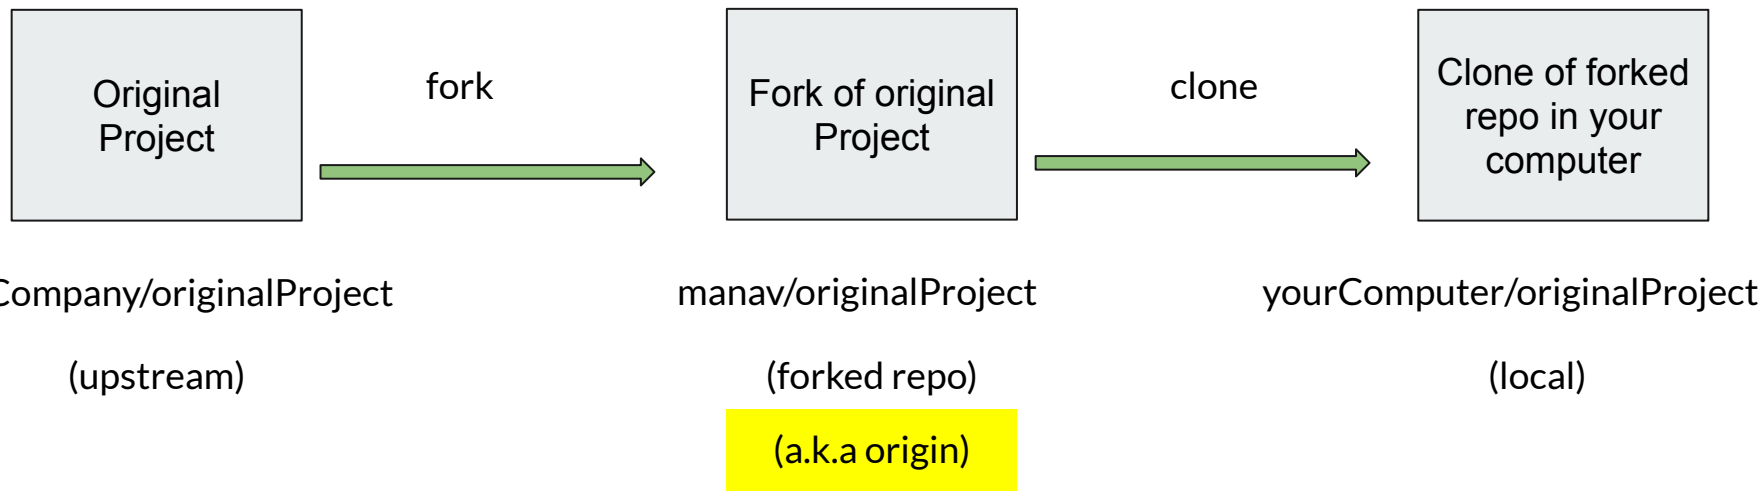 Original
Project
fork
Fork of original
Project
clone
Clone of forked
repo in your
computer
Company/originalProject
manav/originalProject
yourComputer/originalProject
(upstream)
(forked repo)
(local)
(a.k.a origin)